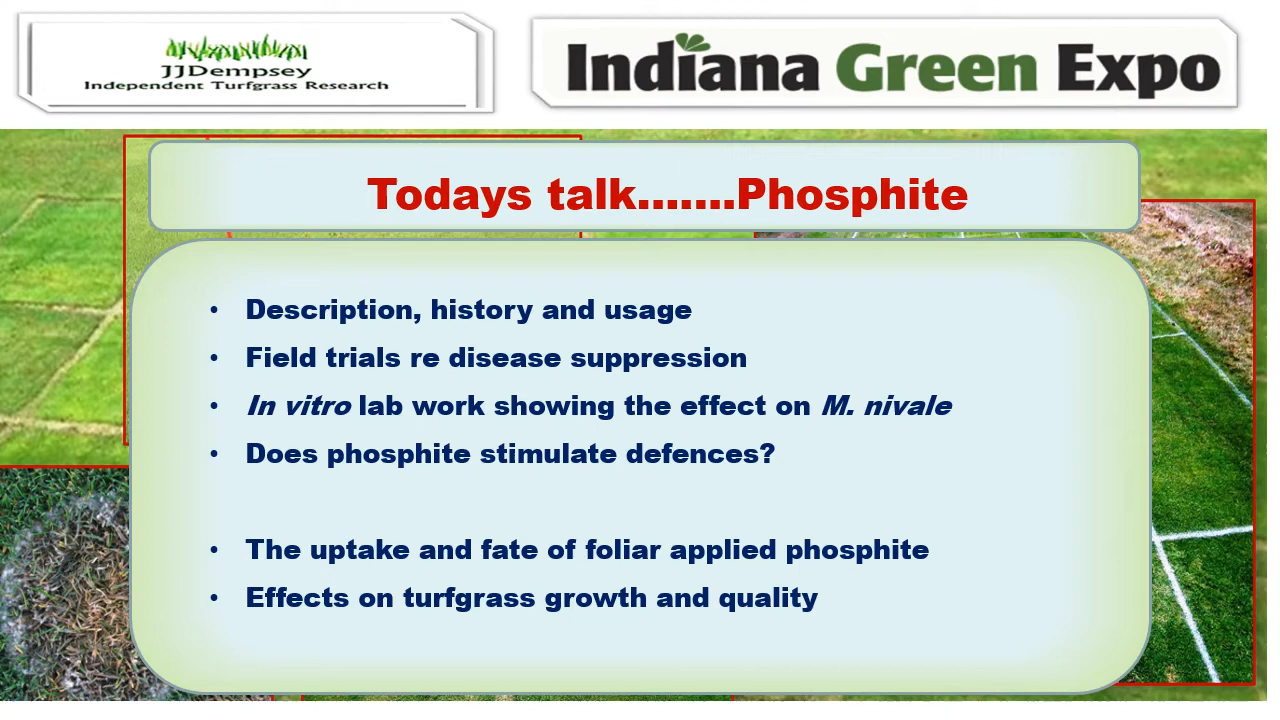 JJDempsey
Independent Turfgrass Research
Indiana Green Expo
Todays talk.......Phosphite
• Description, history and usage
• Field trials re disease suppression
• In vitro lab work showing the effect on M. nivale
• Does phosphite stimulate defences?
• The uptake and fate of foliar applied phosphite
• Effects on turfgrass growth and quality